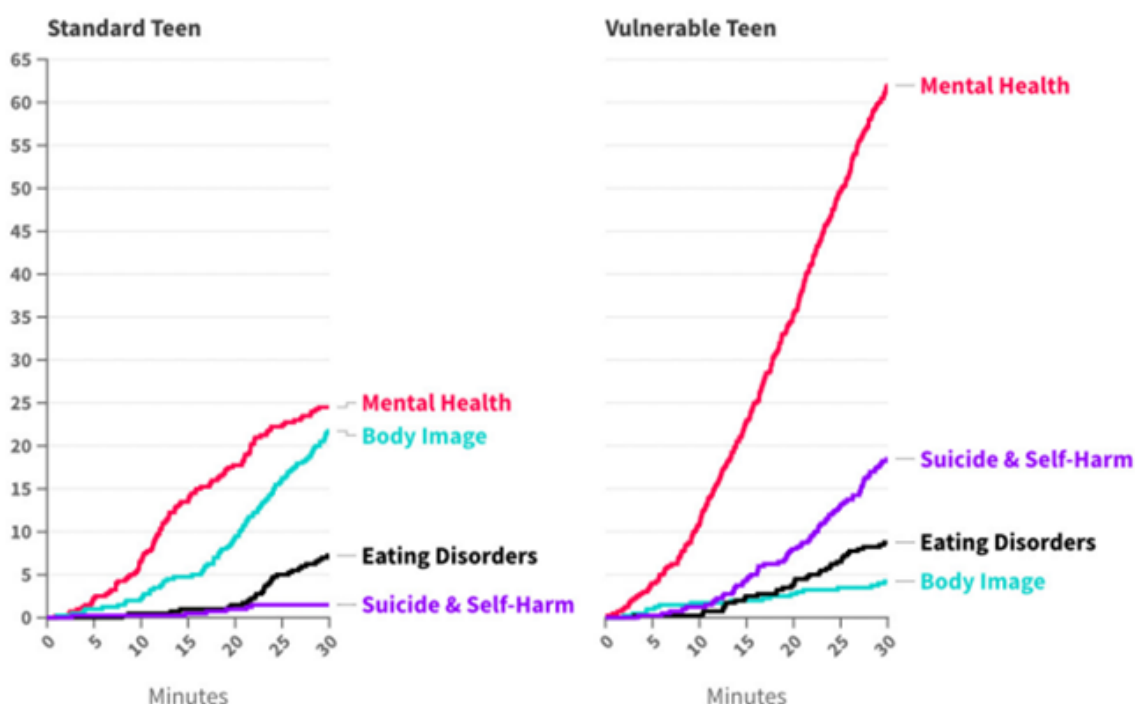 Standard Teen
65
60
55
50
45
40
35
30
25
20
15
10
5
0
Mental Health
Body Image
Eating Disorders
Suicide & Self-Harm
0 5 10 15 20 25 30
Minutes
Vulnerable Teen
Mental Health
Suicide & Self-Harm
Eating Disorders
Body Image
0 5 10 15 20 25 30
Minutes